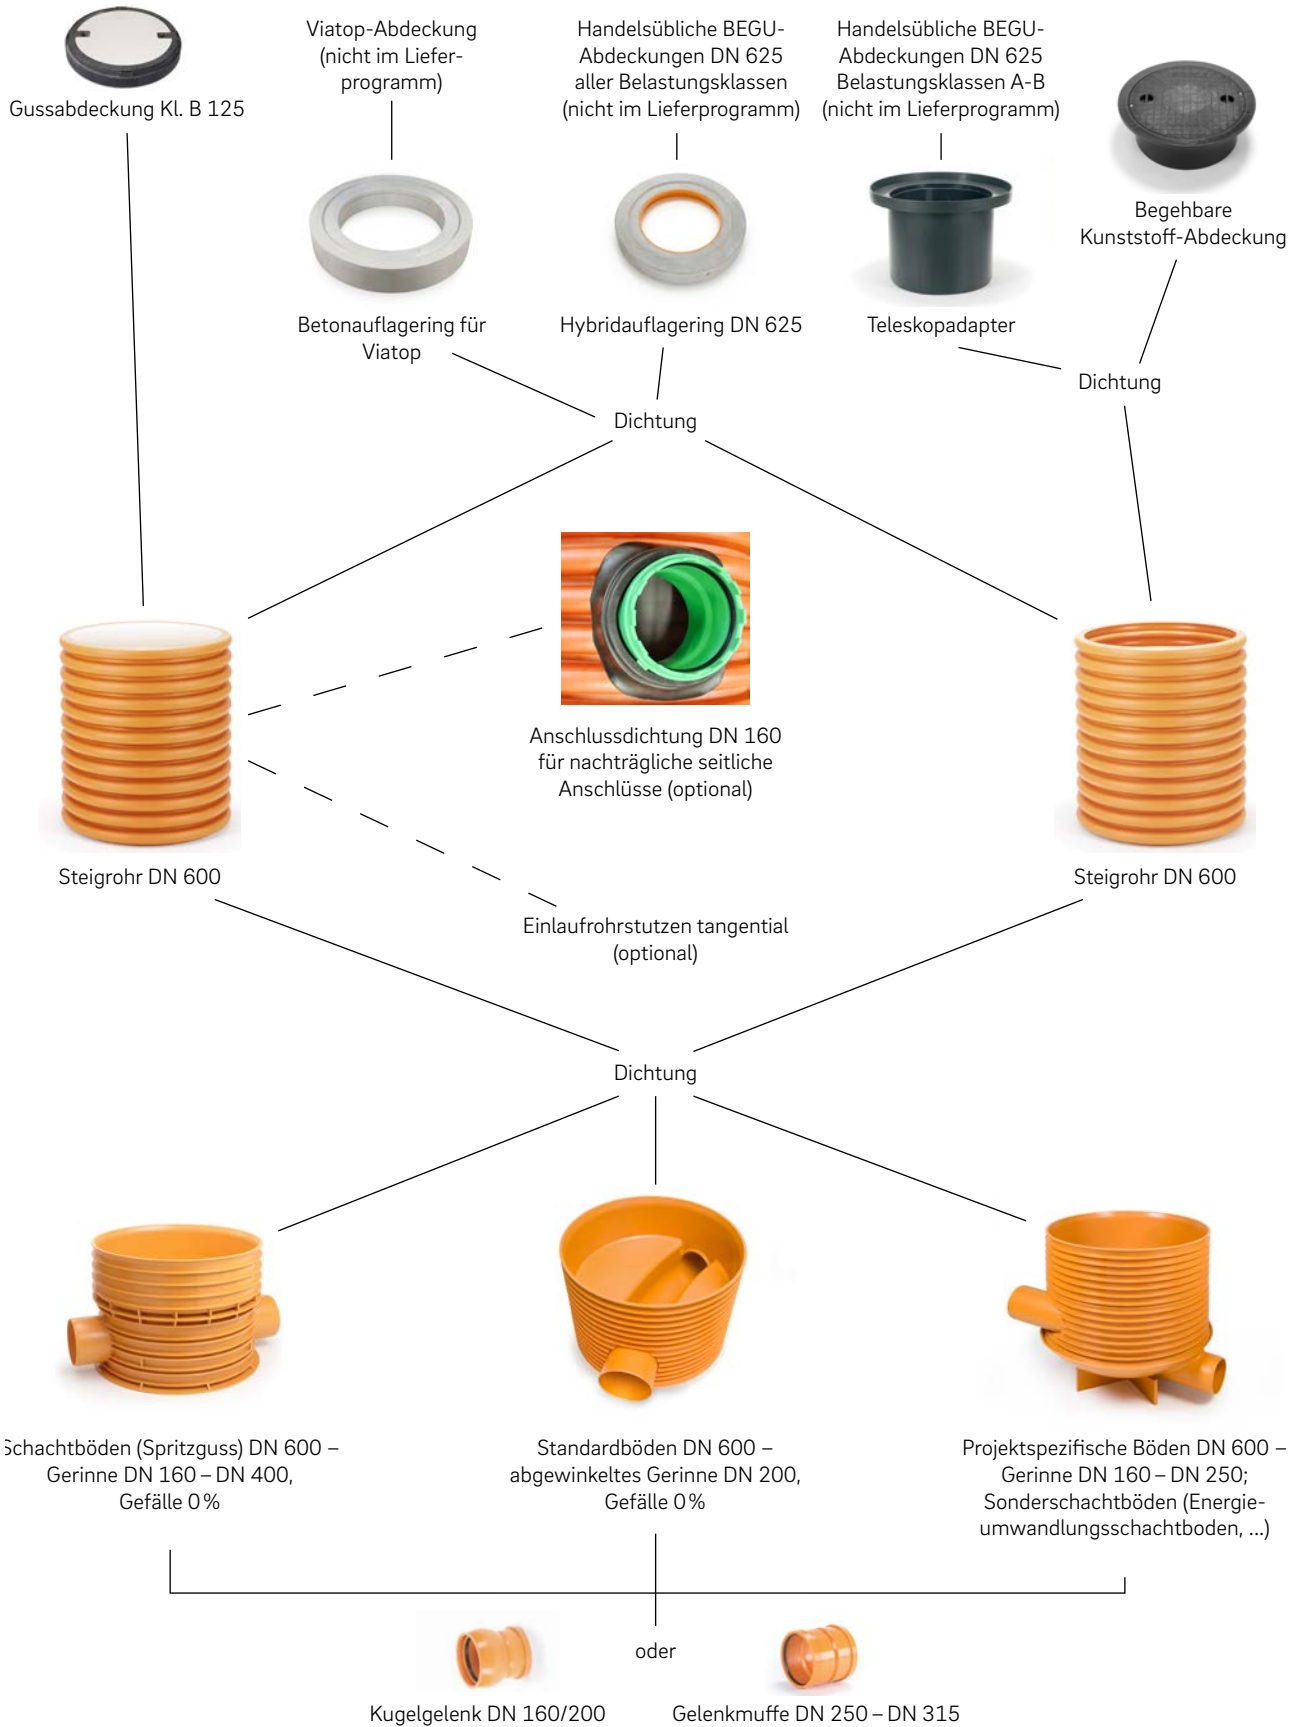 Gussabdeckung Kl. B 125
Viatop-Abdeckung
(nicht im Liefer-
programm)
Handelsübliche BEGU-
Abdeckungen DN 625
aller Belastungsklassen
(nicht im Lieferprogramm)
Handelsübliche BEGU-
Abdeckungen DN 625
Belastungsklassen A-B
(nicht im Lieferprogramm)
Begehbare
Kunststoff-Abdeckung
Betonauflagering für
Viatop
Hybridauflagering DN 625
Teleskopadapter
Dichtung
Dichtung
Anschlussdichtung DN 160
für nachträgliche seitliche
Anschlüsse (optional)
Steigrohr DN 600
Steigrohr DN 600
Einlaufrohrstutzen tangential
(optional)
Dichtung
Schachtböden (Spritzguss) DN 600 –
Gerinne DN 160 – DN 400,
Gefälle 0 %
Standardböden DN 600 –
abgewinkeltes Gerinne DN 200,
Gefälle 0 %
Projektspezifische Böden DN 600 –
Gerinne DN 160 – DN 250;
Sonderschachtböden (Energie-
umwandlungsschachtboden, ...)
oder
Kugelgelenk DN 160/200
Gelenkmuffe DN 250 – DN 315